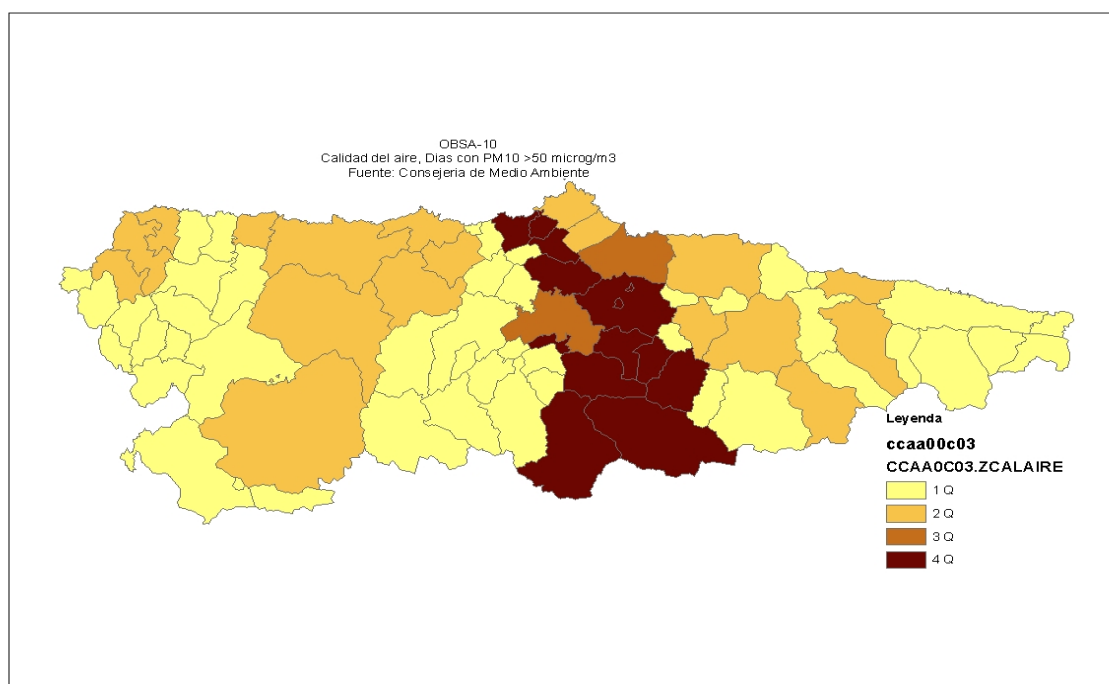 OBSA-10
Calidad del aire, Dias con PM10 >50 microg/m3
Fuente: Consejeria de Medio Ambiente
Leyenda
ccaa00c03
CCAA0C03.ZCALAIRE
1 Q
2 Q
3 Q
4 Q